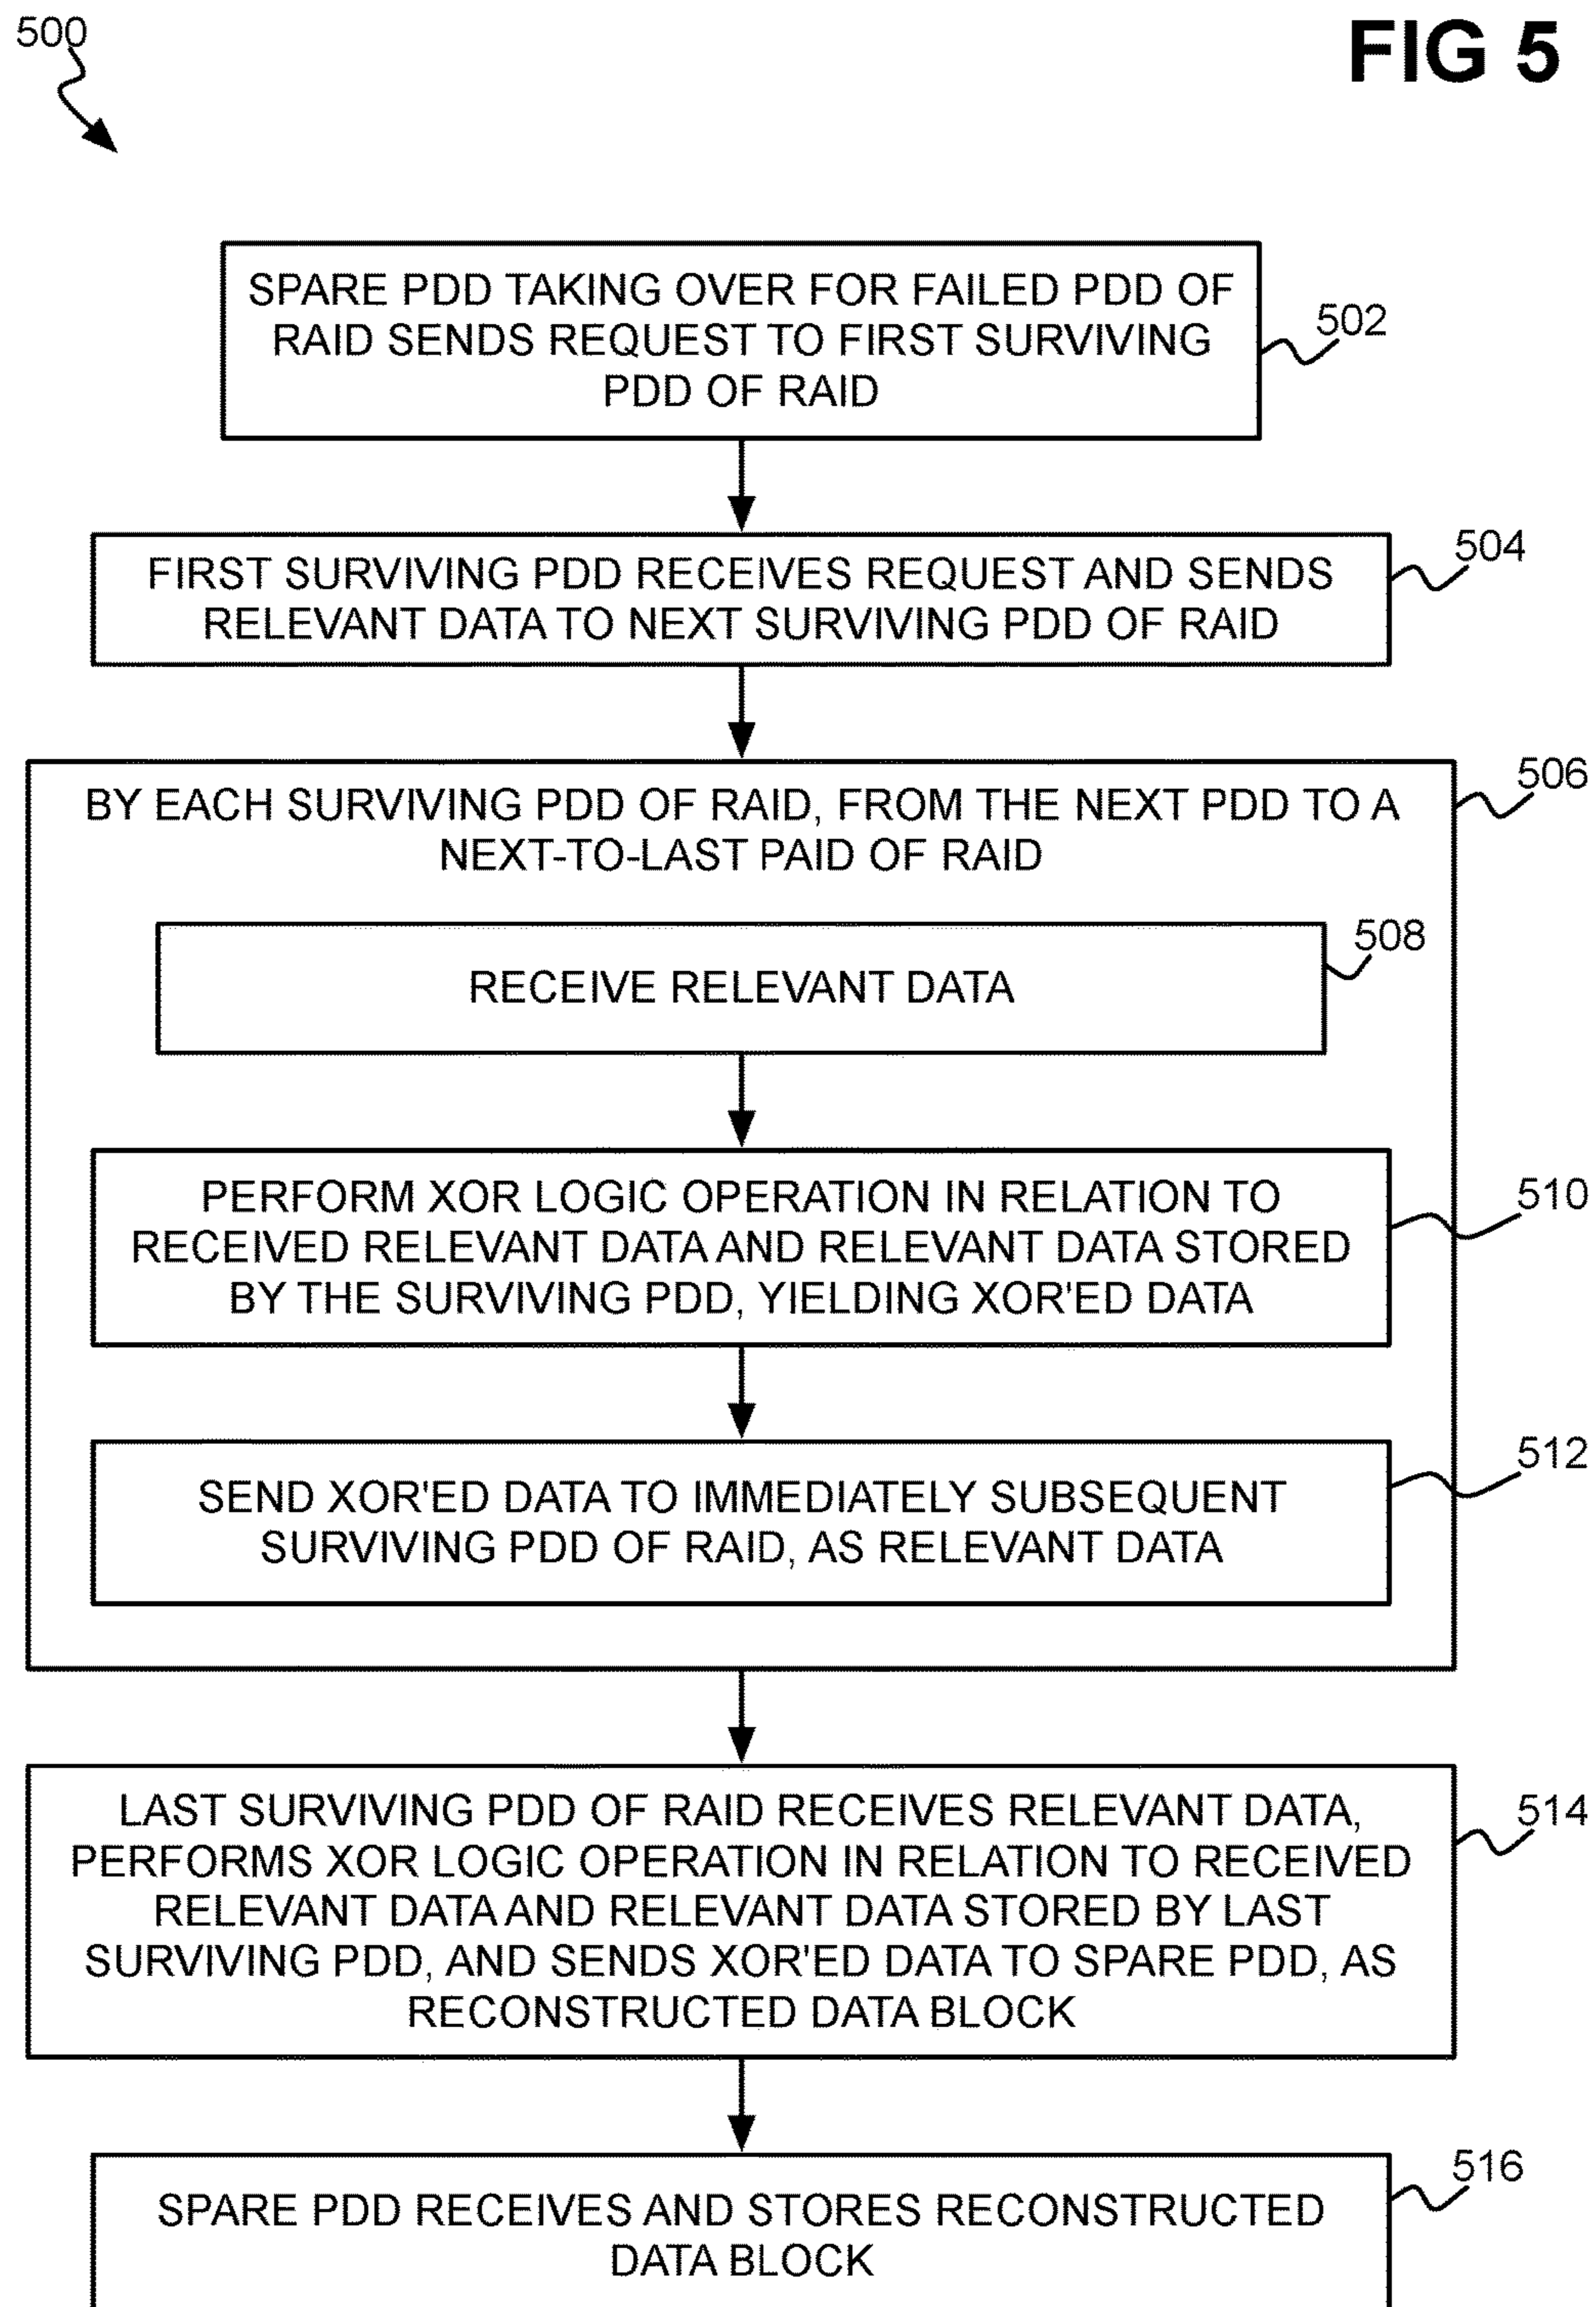 500
FIG 5
SPARE PDD TAKING OVER FOR FAILED PDD OF
RAID SENDS REQUEST TO FIRST SURVIVING
PDD OF RAID
502
FIRST SURVIVING PDD RECEIVES REQUEST AND SENDS
RELEVANT DATA TO NEXT SURVIVING PDD OF RAID
504
BY EACH SURVIVING PDD OF RAID, FROM THE NEXT PDD TO A
NEXT-TO-LAST PAID OF RAID
506
RECEIVE RELEVANT DATA
508
PERFORM XOR LOGIC OPERATION IN RELATION TO
RECEIVED RELEVANT DATA AND RELEVANT DATA STORED
BY THE SURVIVING PDD, YIELDING XOR'ED DATA
510
SEND XOR'ED DATA TO IMMEDIATELY SUBSEQUENT
SURVIVING PDD OF RAID, AS RELEVANT DATA
512
LAST SURVIVING PDD OF RAID RECEIVES RELEVANT DATA,
PERFORMS XOR LOGIC OPERATION IN RELATION TO RECEIVED
RELEVANT DATA AND RELEVANT DATA STORED BY LAST
SURVIVING PDD, AND SENDS XOR'ED DATA TO SPARE PDD, AS
RECONSTRUCTED DATA BLOCK
514
SPARE PDD RECEIVES AND STORES RECONSTRUCTED
DATA BLOCK
516